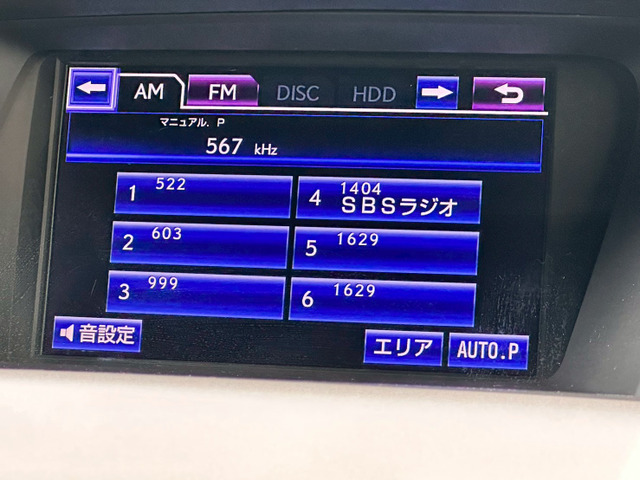 AM FM DISC HDD
マニュアル. P
567 kHz
1 522
2 603
3 999
4 1404
SBSラジオ
5 1629
6 1629
音設定 エリア AUTO.P